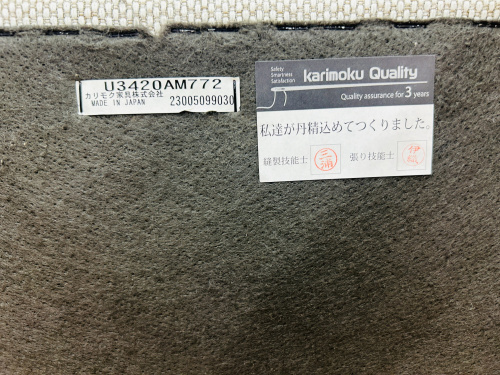 U3420AM772
カリモク家具株式会社
MADE IN JAPAN 23005099030
Safety
Smartness
Satisfaction
karimoku Quality
Quality assurance for 3 years
私達が丹精込めてつくりました。
縫製技能士 三浦 張り技能士